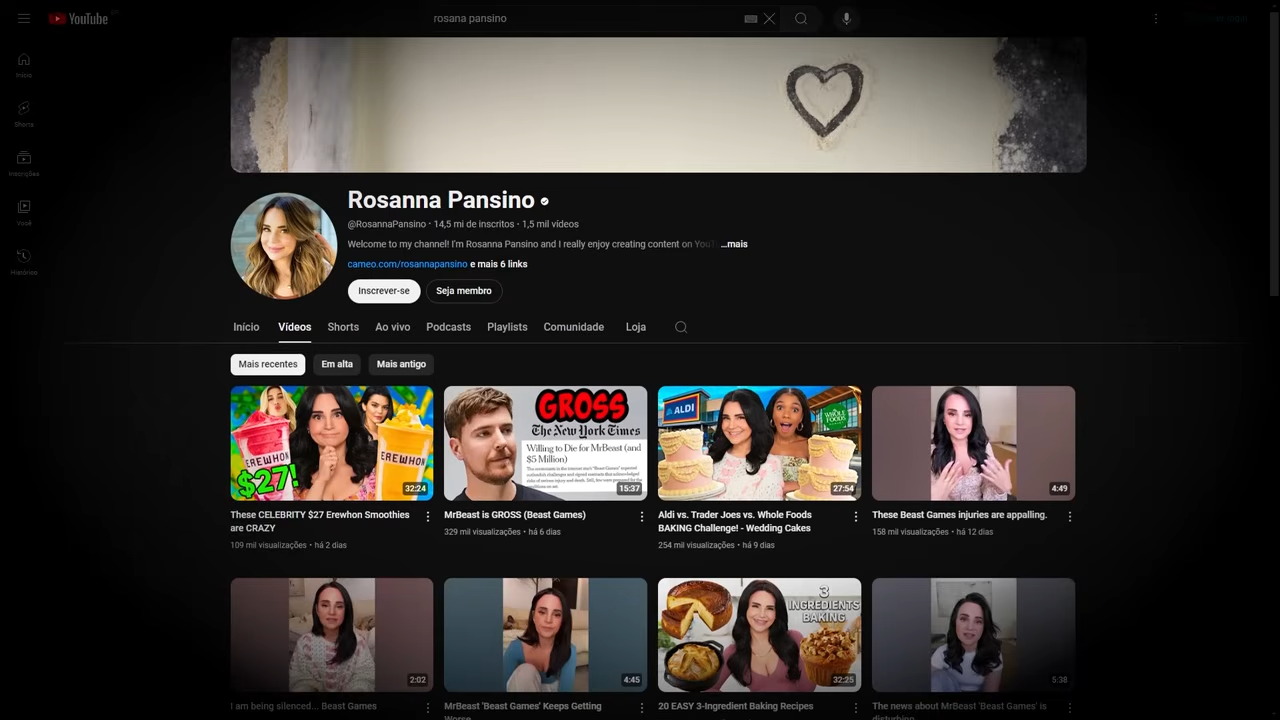 YouTube
rosana pansino
Início
Shorts
Inscrições
Você
Histórico
Rosanna Pansino
@RosannaPansino · 14,5 mi de inscritos · 1,5 mil vídeos
Welcome to my channel! I'm Rosanna Pansino and I really enjoy creating content on YouT ...mais
cameo.com/rosannapansino e mais 6 links
Inscrever-se Seja membro
Início Vídeos Shorts Ao vivo Podcasts Playlists Comunidade Loja
Mais recentes Em alta Mais antigo
EREWHON
EREWHON
$27!
32:24
GROSS
The New York Times
Willing to Die for MrBeast (and
$5 Million)
15:37
ALDI
WHOLE
FOODS
27:54
4:49
These CELEBRITY $27 Erewhon Smoothies
are CRAZY
109 mil visualizações · há 2 dias
MrBeast is GROSS (Beast Games)
329 mil visualizações · há 6 dias
Aldi vs. Trader Joes vs. Whole Foods
BAKING Challenge! - Wedding Cakes
254 mil visualizações · há 9 dias
These Beast Games injuries are appalling.
158 mil visualizações · há 12 dias
2:02
4:45
3
INGREDIENTS
BAKING
32:25
5:38
I am being silenced... Beast Games
MrBeast 'Beast Games' Keeps Getting
Worse
20 EASY 3-Ingredient Baking Recipes
The news about MrBeast 'Beast Games' is
disturbing